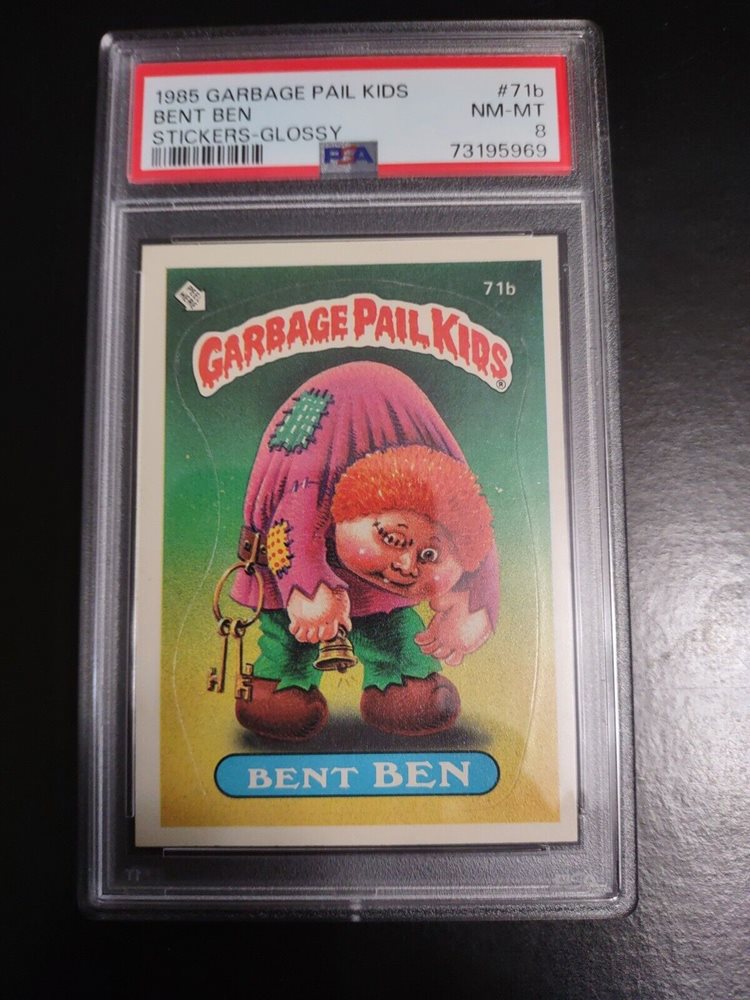 1985 GARBAGE PAIL KIDS #71b
BENT BEN NM-MT
STICKERS-GLOSSY 8
PSA 73195969
71b
GARBAGE PAIL KIDS®
BENT BEN